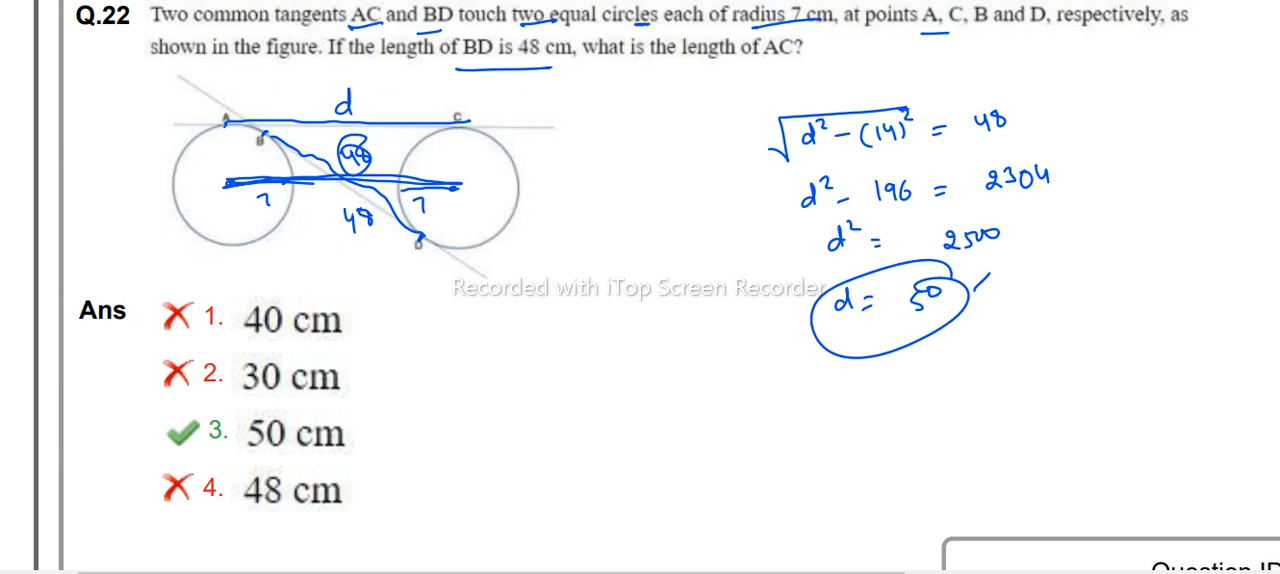 Q.22 Two common tangents AC and BD touch two equal circles each of radius 7 cm, at points A, C, B and D, respectively, as
shown in the figure. If the length of BD is 48 cm, what is the length of AC?
d
A
C
B
48
7
7
48
D
√d² - (14)² = 48
d² - 196 = 2304
d² = 2500
d = 50
Recorded with iTop Screen Recorder
Ans
1. 40 cm
2. 30 cm
3. 50 cm
4. 48 cm
Question ID